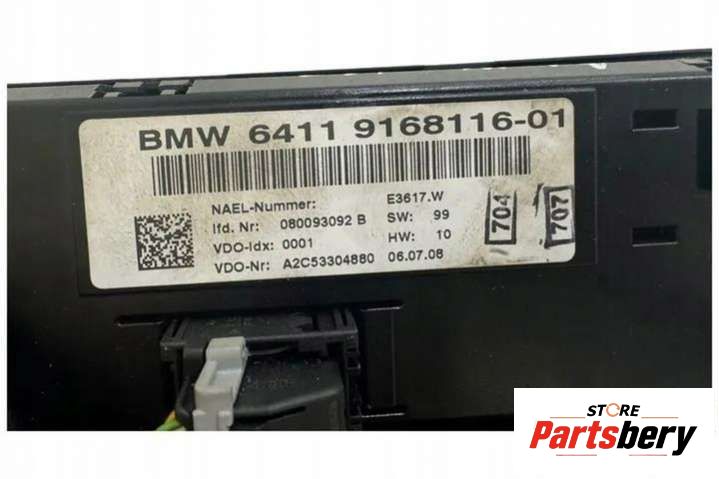 BMW 6411 9168116-01
NAEL-Nummer: E3617.W
lfd. Nr: 080093092 B SW: 99
VDO-Idx: 0001 HW: 10
VDO-Nr: A2C53304880 06.07.08
704
707
STORE
Partsbery